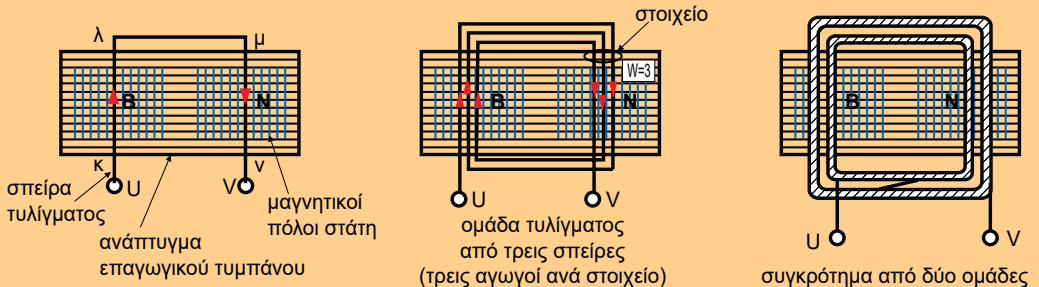 λ μ
B N
κ ν
U V
σπείρα
τυλίγματος
ανάπτυγμα
επαγωγικού τυμπάνου
μαγνητικοί
πόλοι στάτη
στοιχείο
W=3
B N
U V
ομάδα τυλίγματος
από τρεις σπείρες
(τρεις αγωγοί ανά στοιχείο)
B N
U V
συγκρότημα από δύο ομάδες